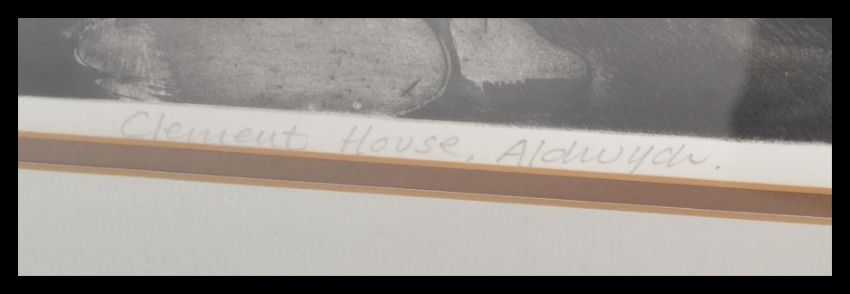 Clement House, Aldwych.